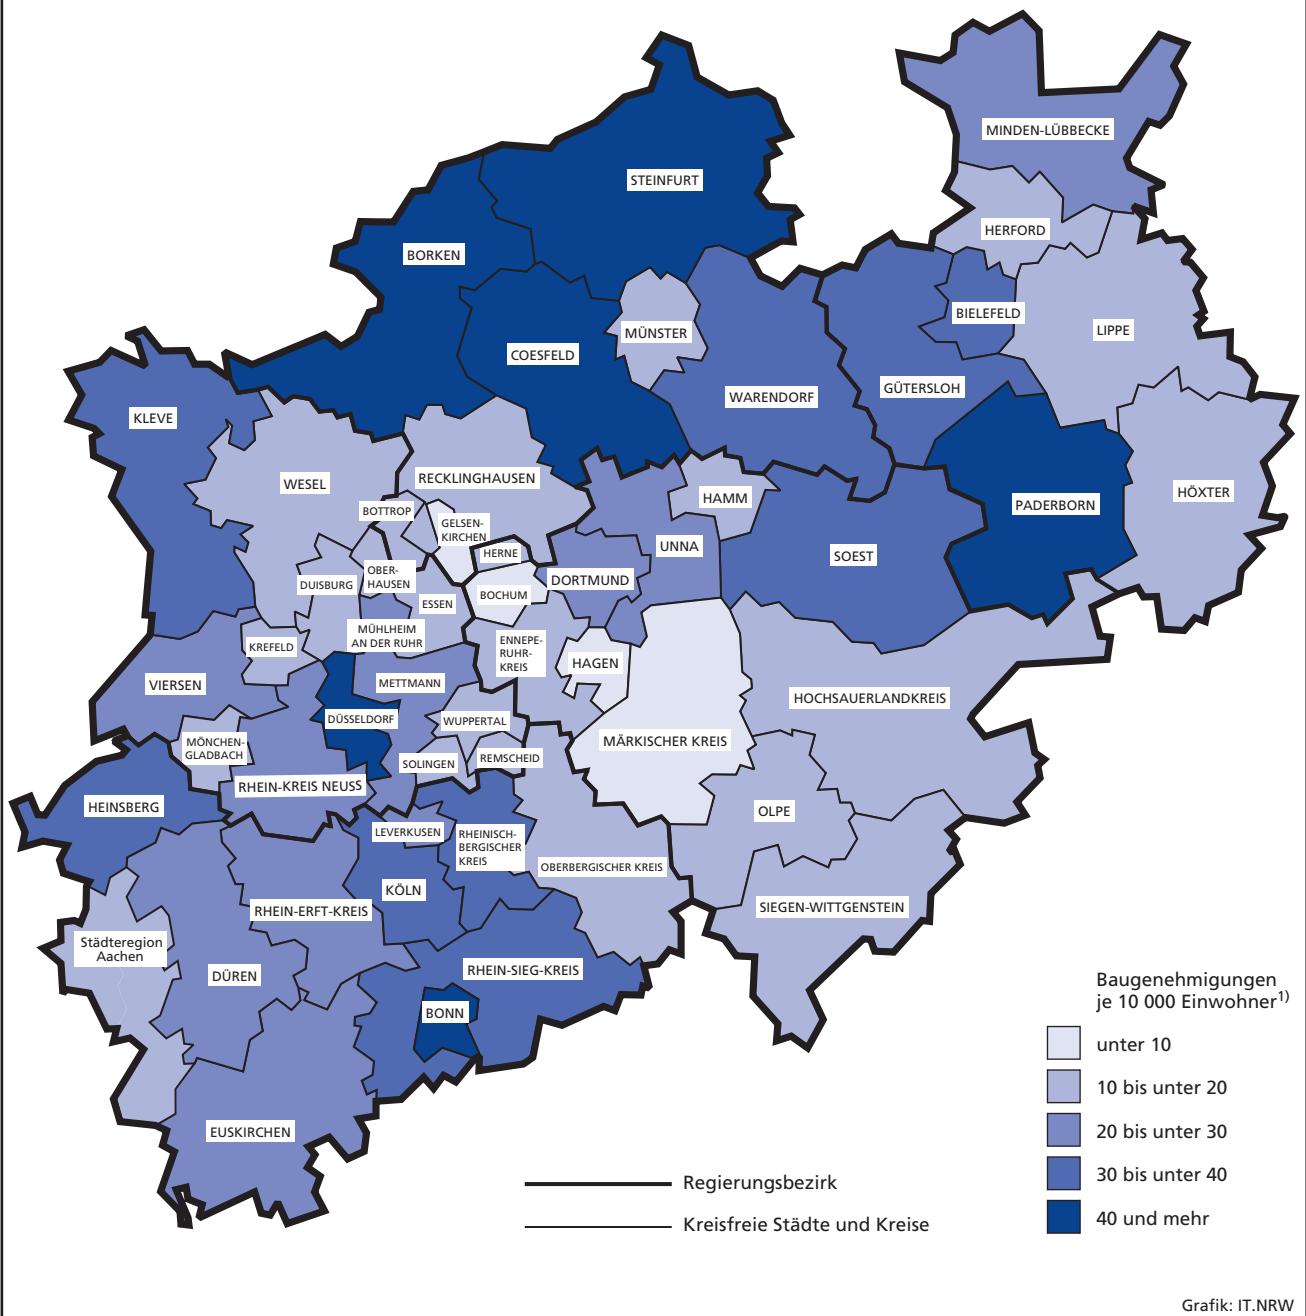 MINDEN-LÜBBECKE
STEINFURT
HERFORD
BORKEN
BIELEFELD
LIPPE
MÜNSTER
COESFELD
GÜTERSLOH
WARENDORF
KLEVE
RECKLINGHAUSEN
WESEL
HÖXTER
HAMM
PADERBORN
BOTTROP
GELSEN-
KIRCHEN
UNNA
HERNE
SOEST
OBER-
HAUSEN
DORTMUND
DUISBURG
BOCHUM
ESSEN
MÜHLHEIM
AN DER RUHR
KREFELD
ENNEPE-
RUHR-
KREIS
HAGEN
VIERSEN
METTMANN
HOCHSAUERLANDKREIS
DÜSSELDORF
WUPPERTAL
MÖNCHEN-
GLADBACH
MÄRKISCHER KREIS
SOLINGEN
REMSCHEID
RHEIN-KREIS NEUSS
HEINSBERG
OLPE
LEVERKUSEN
RHEINISCH-
BERGISCHER
KREIS
OBERBERGISCHER KREIS
KÖLN
RHEIN-ERFT-KREIS
SIEGEN-WITTGENSTEIN
Städteregion
Aachen
DÜREN
RHEIN-SIEG-KREIS
BONN
EUSKIRCHEN
Baugenehmigungen
je 10 000 Einwohner1)
unter 10
10 bis unter 20
20 bis unter 30
30 bis unter 40
40 und mehr
Regierungsbezirk
Kreisfreie Städte und Kreise
Grafik: IT.NRW